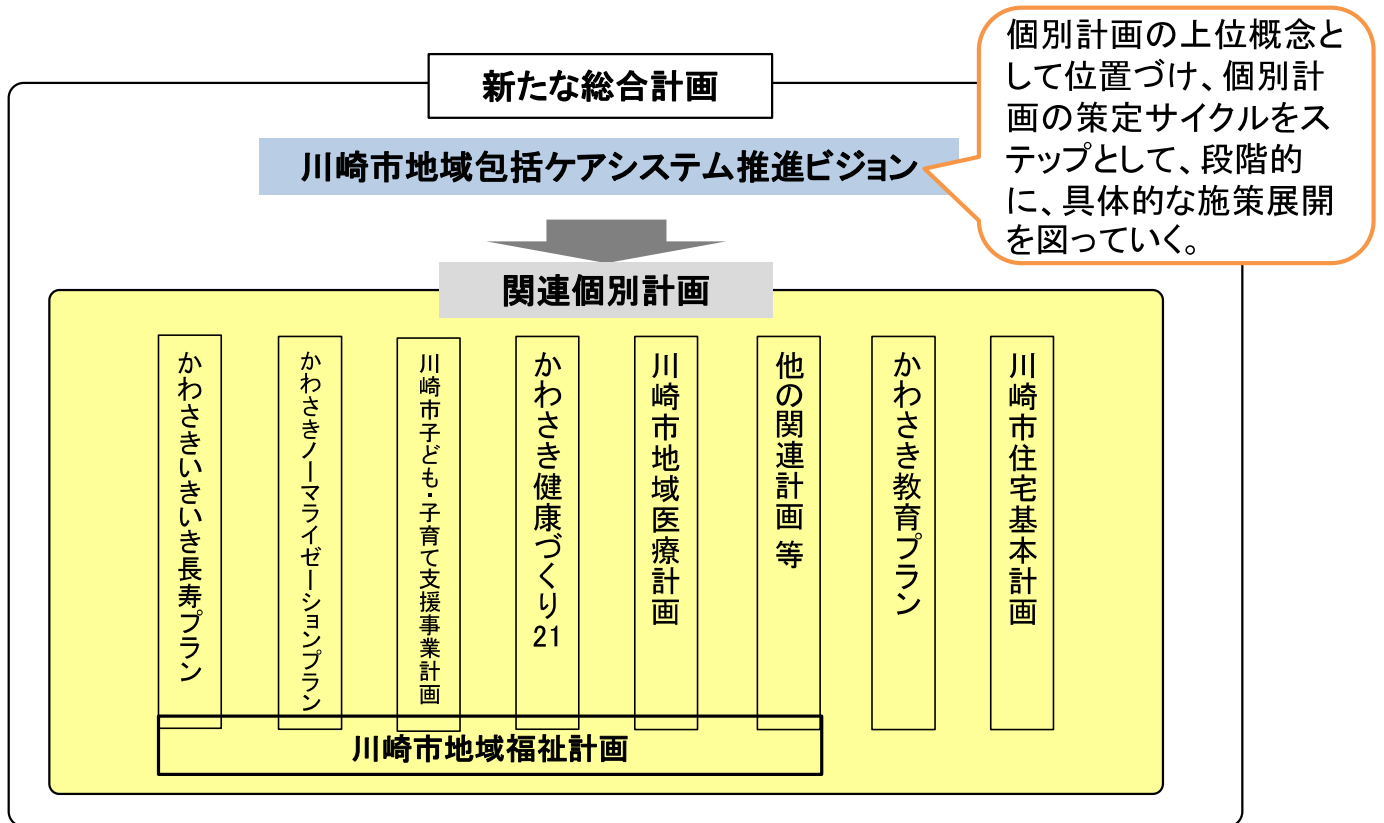 新たな総合計画
川崎市地域包括ケアシステム推進ビジョン
個別計画の上位概念と
して位置づけ、個別計
画の策定サイクルをス
テップとして、段階的
に、具体的な施策展開
を図っていく。
関連個別計画
かわさきいきいき長寿プラン
かわさきノーマライゼーションプラン
川崎市子ども・子育て支援事業計画
かわさき健康づくり21
川崎市地域医療計画
他の関連計画 等
かわさき教育プラン
川崎市住宅基本計画
川崎市地域福祉計画